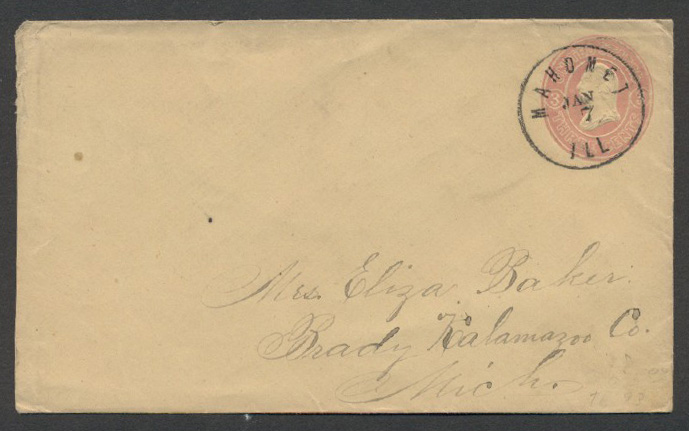 MAHOMET
JAN
7
ILL
Mrs. Eliza Baker.
Brady Kalamazoo Co.
Mich.